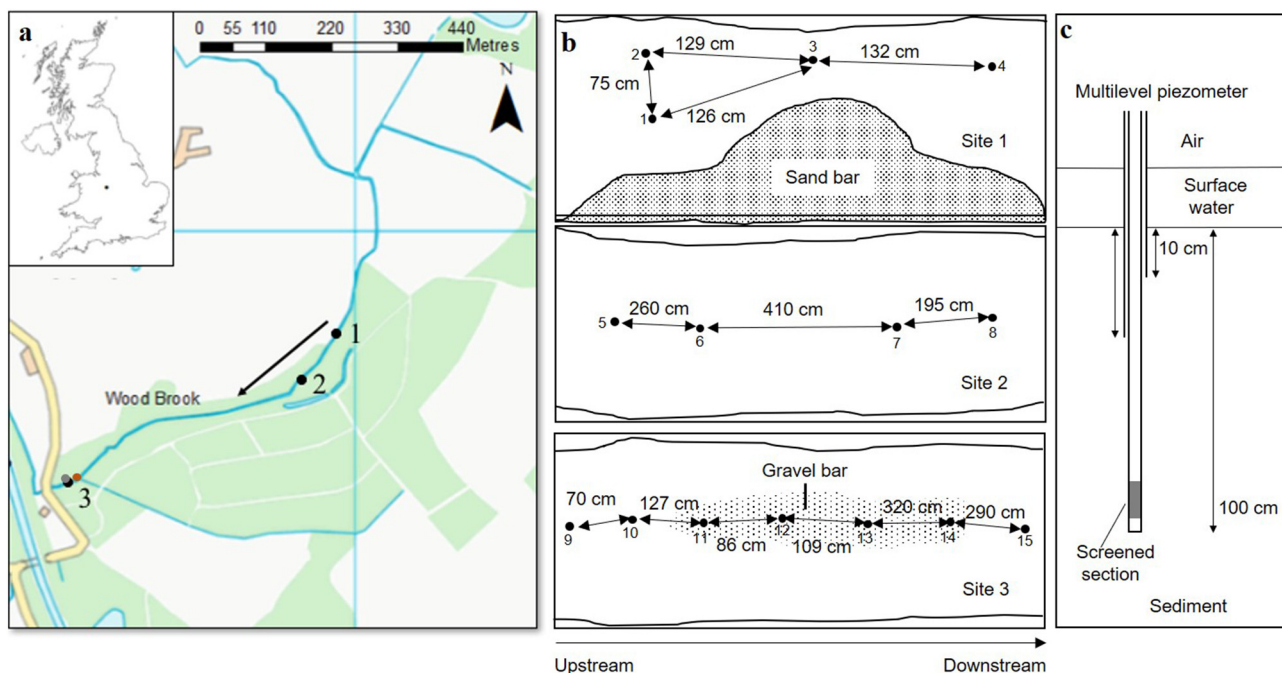 a
0 55 110 220 330 440
Metres
N
1
2
Wood Brook
3
b
129 cm
132 cm
2
3
4
75 cm
1
126 cm
Site 1
Sand bar
260 cm
410 cm
195 cm
5
6
7
8
Site 2
Gravel bar
70 cm
127 cm
320 cm
290 cm
9
10
11
12
13
14
15
86 cm
109 cm
Site 3
Upstream
Downstream
c
Multilevel piezometer
Air
Surface
water
10 cm
100 cm
Screened
section
Sediment